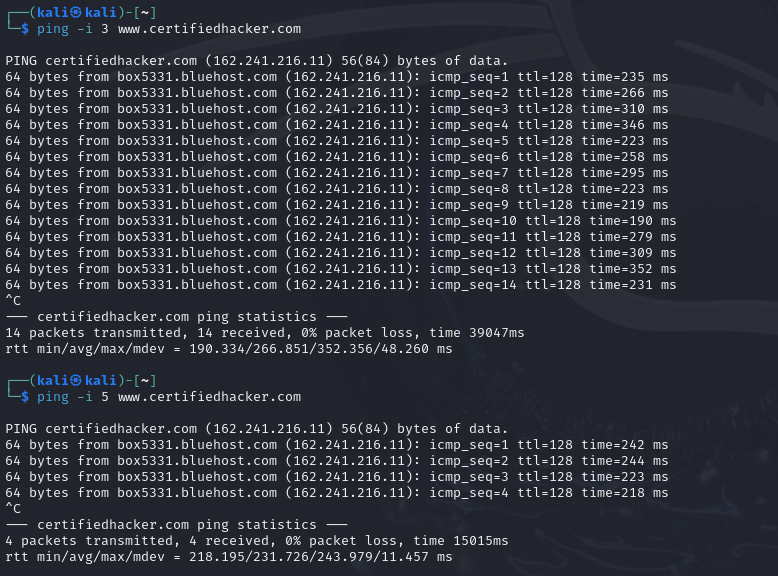 ┌──(kali㉿kali)-[~]
└─$ ping -i 3 www.certifiedhacker.com
PING certifiedhacker.com (162.241.216.11) 56(84) bytes of data.
64 bytes from box5331.bluehost.com (162.241.216.11): icmp_seq=1 ttl=128 time=235 ms
64 bytes from box5331.bluehost.com (162.241.216.11): icmp_seq=2 ttl=128 time=266 ms
64 bytes from box5331.bluehost.com (162.241.216.11): icmp_seq=3 ttl=128 time=310 ms
64 bytes from box5331.bluehost.com (162.241.216.11): icmp_seq=4 ttl=128 time=346 ms
64 bytes from box5331.bluehost.com (162.241.216.11): icmp_seq=5 ttl=128 time=223 ms
64 bytes from box5331.bluehost.com (162.241.216.11): icmp_seq=6 ttl=128 time=258 ms
64 bytes from box5331.bluehost.com (162.241.216.11): icmp_seq=7 ttl=128 time=295 ms
64 bytes from box5331.bluehost.com (162.241.216.11): icmp_seq=8 ttl=128 time=223 ms
64 bytes from box5331.bluehost.com (162.241.216.11): icmp_seq=9 ttl=128 time=219 ms
64 bytes from box5331.bluehost.com (162.241.216.11): icmp_seq=10 ttl=128 time=190 ms
64 bytes from box5331.bluehost.com (162.241.216.11): icmp_seq=11 ttl=128 time=279 ms
64 bytes from box5331.bluehost.com (162.241.216.11): icmp_seq=12 ttl=128 time=309 ms
64 bytes from box5331.bluehost.com (162.241.216.11): icmp_seq=13 ttl=128 time=352 ms
64 bytes from box5331.bluehost.com (162.241.216.11): icmp_seq=14 ttl=128 time=231 ms
^C
--- certifiedhacker.com ping statistics ---
14 packets transmitted, 14 received, 0% packet loss, time 39047ms
rtt min/avg/max/mdev = 190.334/266.851/352.356/48.260 ms
┌──(kali㉿kali)-[~]
└─$ ping -i 5 www.certifiedhacker.com
PING certifiedhacker.com (162.241.216.11) 56(84) bytes of data.
64 bytes from box5331.bluehost.com (162.241.216.11): icmp_seq=1 ttl=128 time=242 ms
64 bytes from box5331.bluehost.com (162.241.216.11): icmp_seq=2 ttl=128 time=244 ms
64 bytes from box5331.bluehost.com (162.241.216.11): icmp_seq=3 ttl=128 time=223 ms
64 bytes from box5331.bluehost.com (162.241.216.11): icmp_seq=4 ttl=128 time=218 ms
^C
--- certifiedhacker.com ping statistics ---
4 packets transmitted, 4 received, 0% packet loss, time 15015ms
rtt min/avg/max/mdev = 218.195/231.726/243.979/11.457 ms